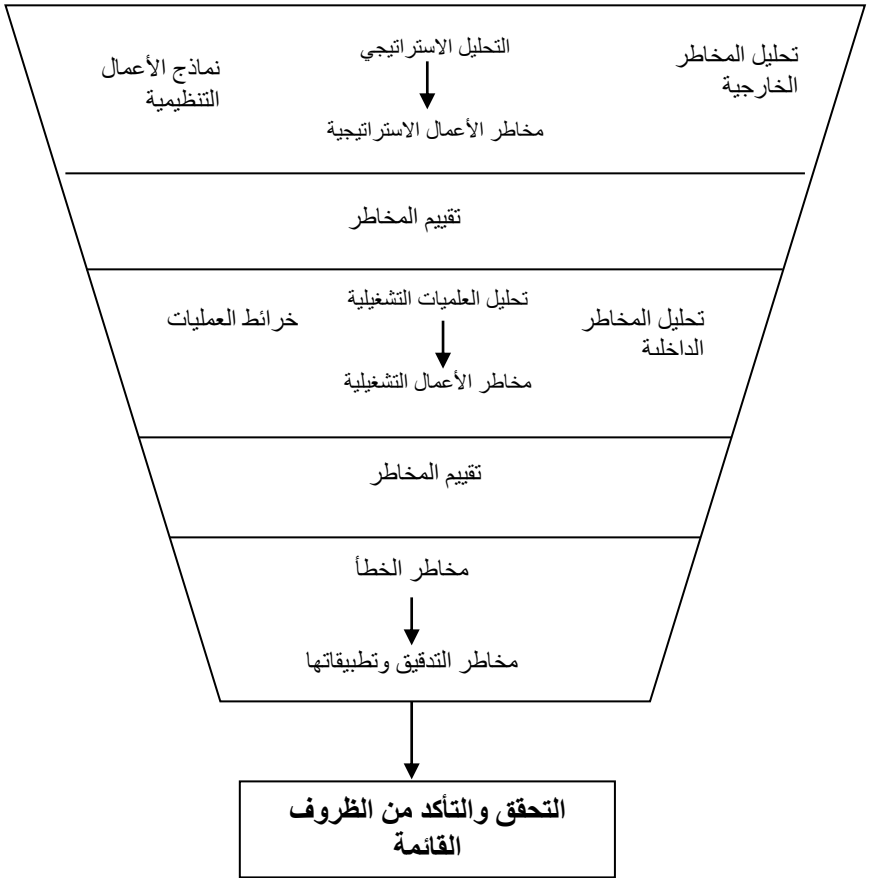 التحليل الاستراتيجي
تحليل المخاطر
الخارجية
نماذج الأعمال
التنظيمية
مخاطر الأعمال الاستراتيجية
تقييم المخاطر
تحليل العلميات التشغيلية
تحليل المخاطر
الداخلية
خرائط العمليات
مخاطر الأعمال التشغيلية
تقييم المخاطر
مخاطر الخطأ
مخاطر التدقيق وتطبيقاتها
التحقق والتأكد من الظروف
القائمة